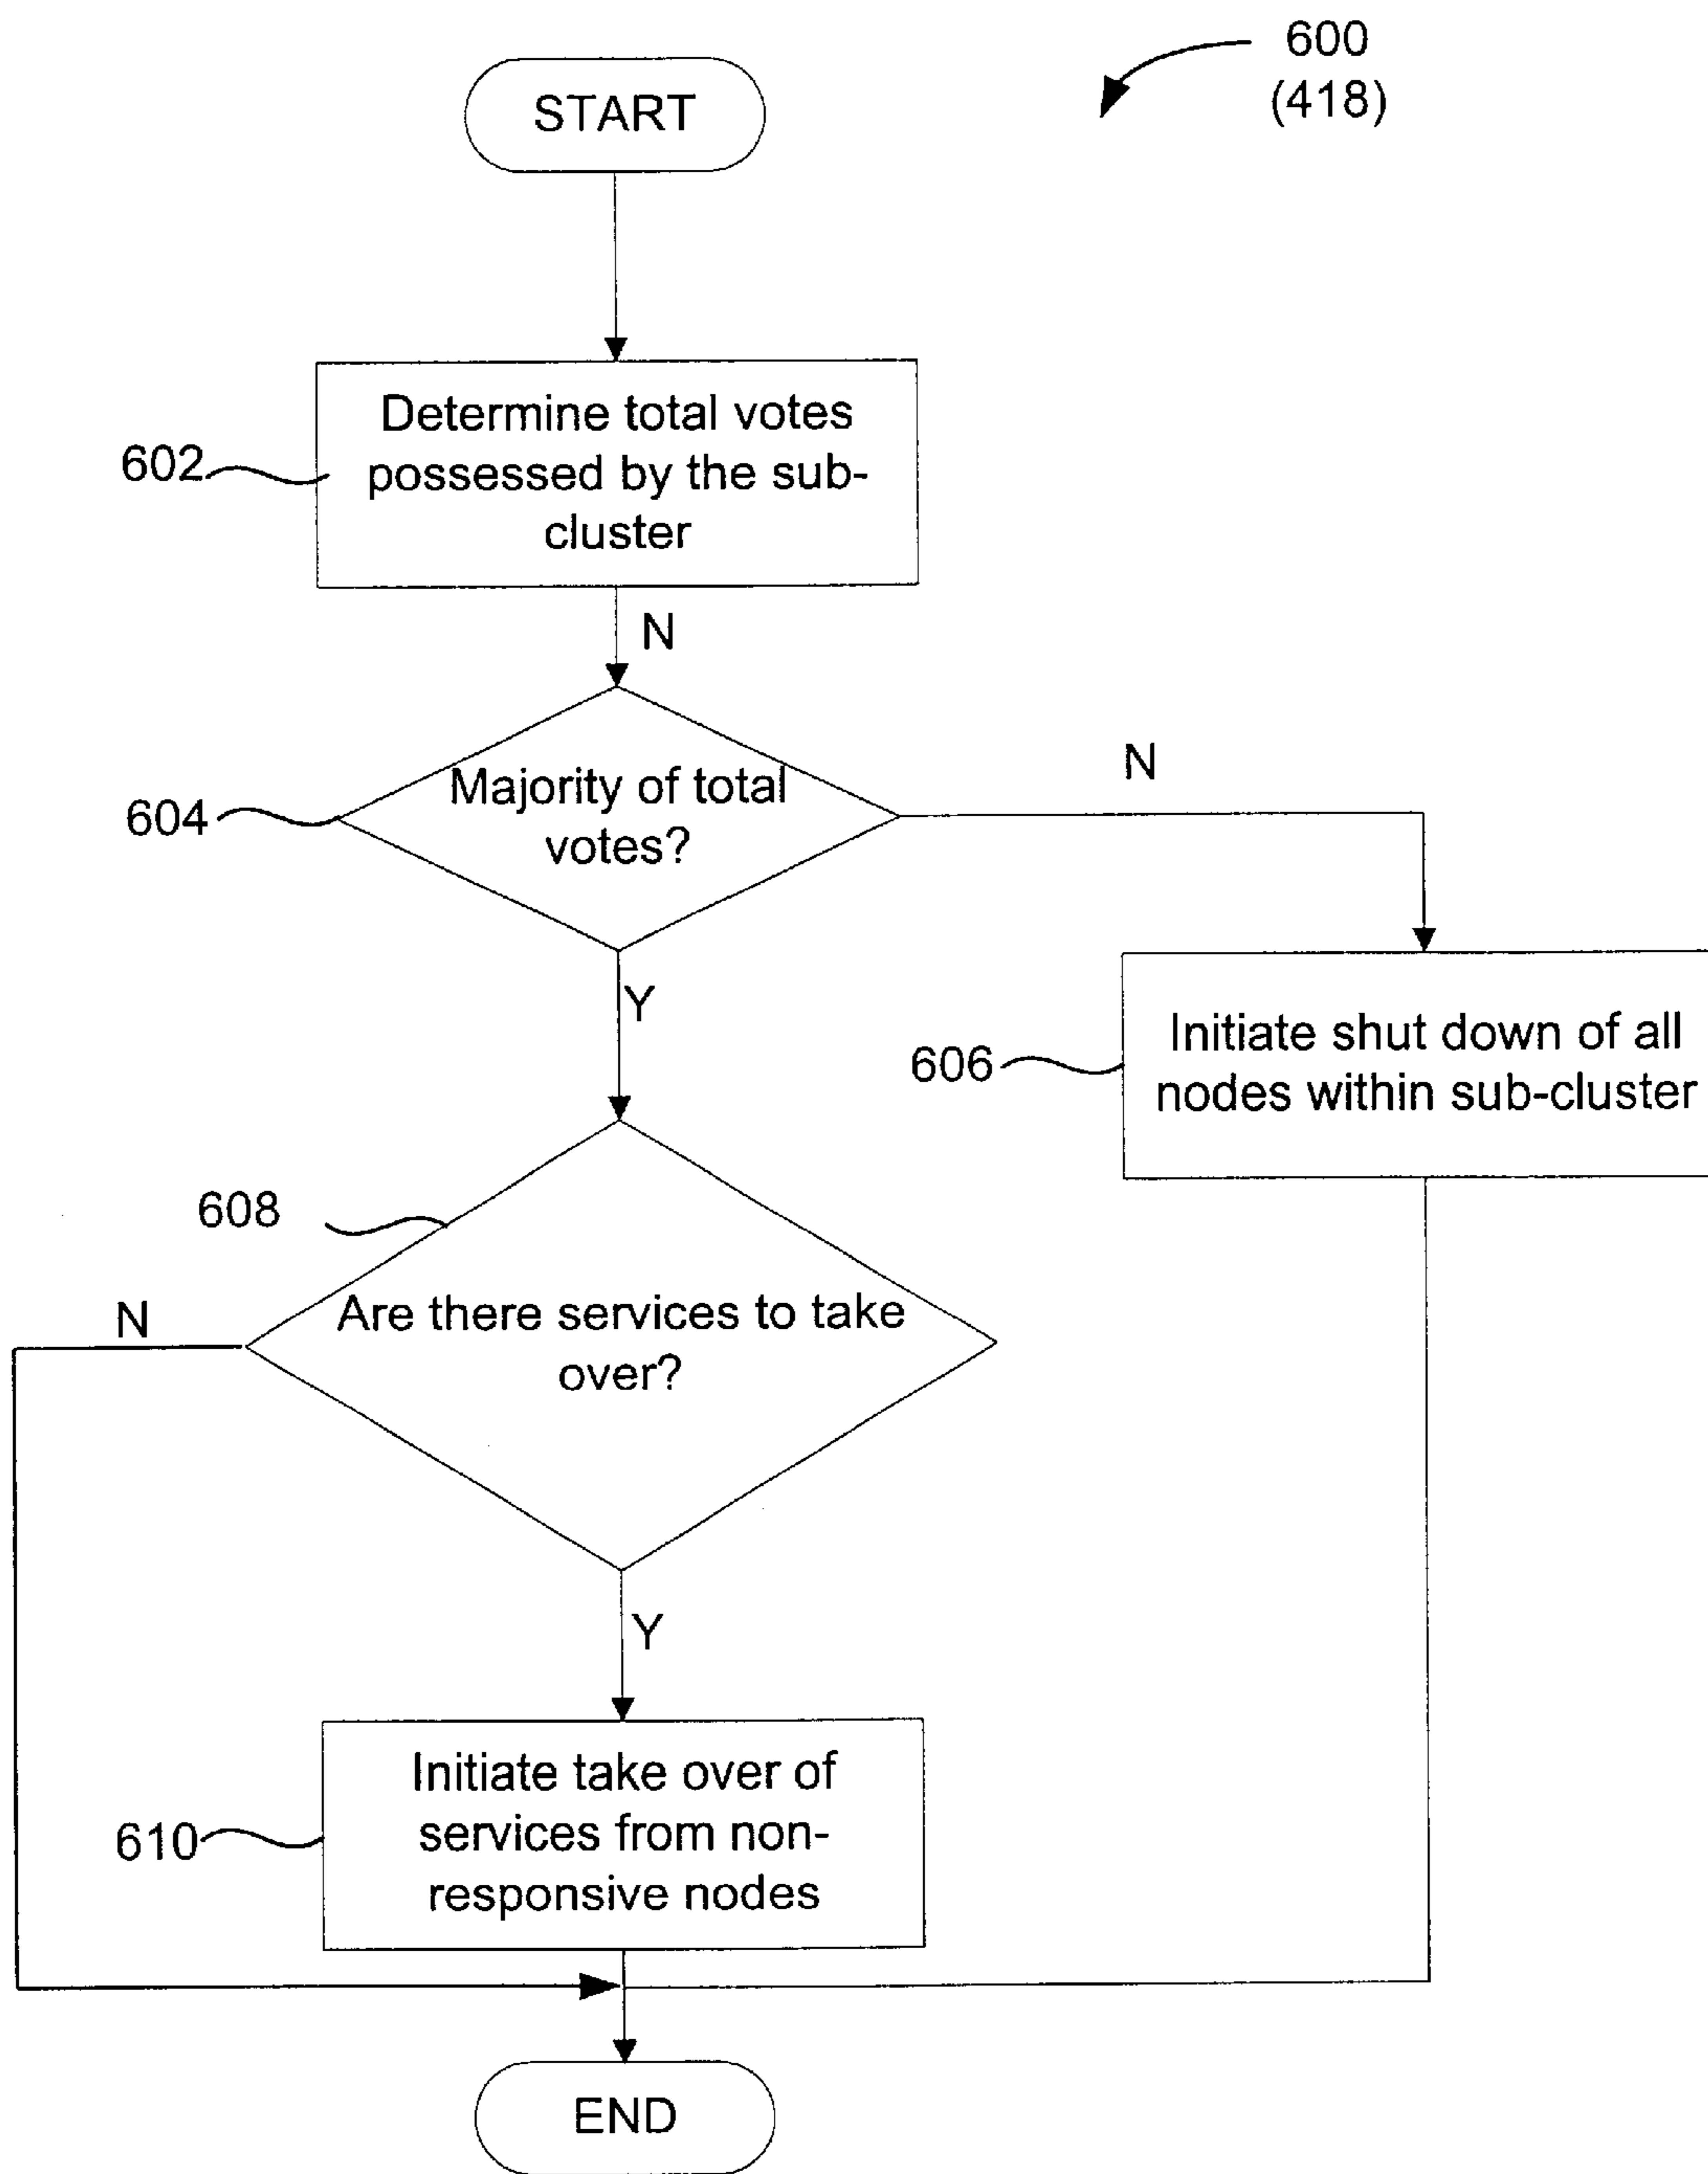 600
(418)
START
Determine total votes
possessed by the sub-
cluster
602
N
Majority of total
votes?
604
N
Y
Initiate shut down of all
nodes within sub-cluster
606
608
Are there services to take
over?
N
Y
Initiate take over of
services from non-
responsive nodes
610
END